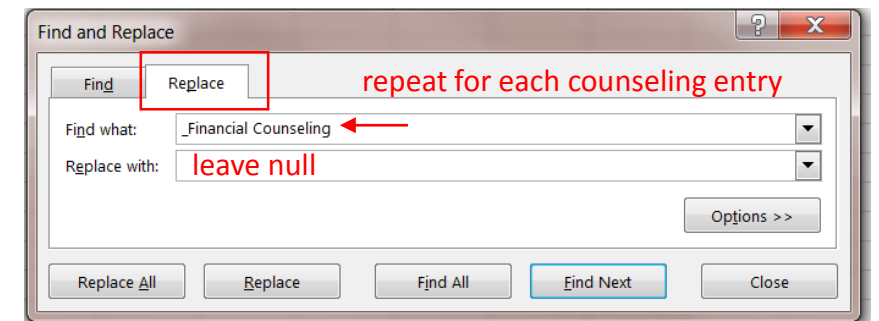 Find and Replace
Find
Replace
repeat for each counseling entry
Find what:
_Financial Counseling
Replace with:
leave null
Options >>
Replace All
Replace
Find All
Find Next
Close